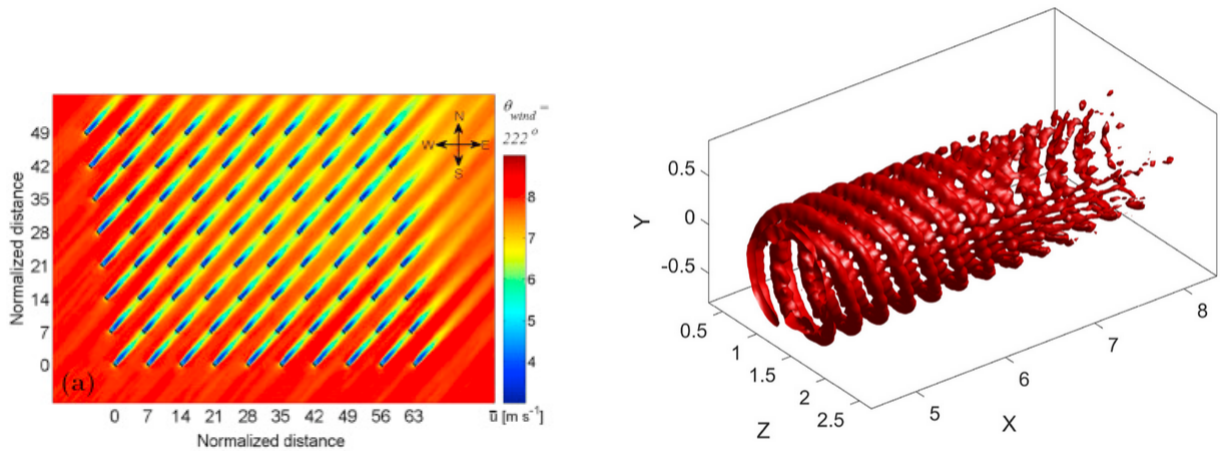 θwind=
222°
N
W E
S
49
42
35
28
21
14
7
0
Normalized distance
(a)
8
7
6
5
4
0 7 14 21 28 35 42 49 56 63
u̅ [m s⁻¹]
Normalized distance
0.5
0
-0.5
Y
0.5
1
1.5
2
2.5
Z
5
6
7
8
X